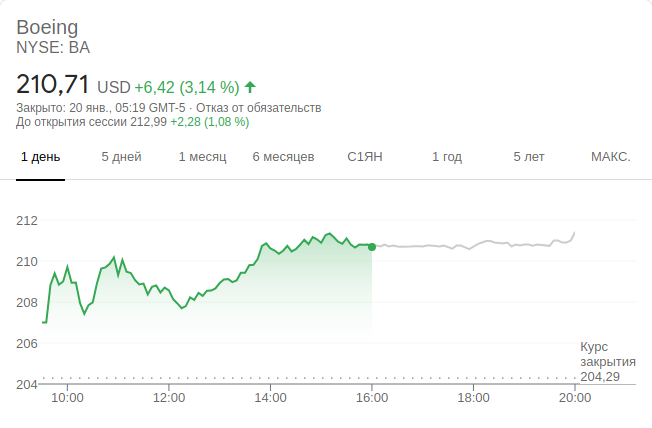 Boeing
NYSE: BA
210,71 USD +6,42 (3,14 %)
Закрыто: 20 янв., 05:19 GMT-5 · Отказ от обязательств
До открытия сессии 212,99 +2,28 (1,08 %)
1 день 5 дней 1 месяц 6 месяцев С1ЯН 1 год 5 лет МАКС.
212
210
208
206
204
Курс
закрытия
204,29
10:00 12:00 14:00 16:00 18:00 20:00